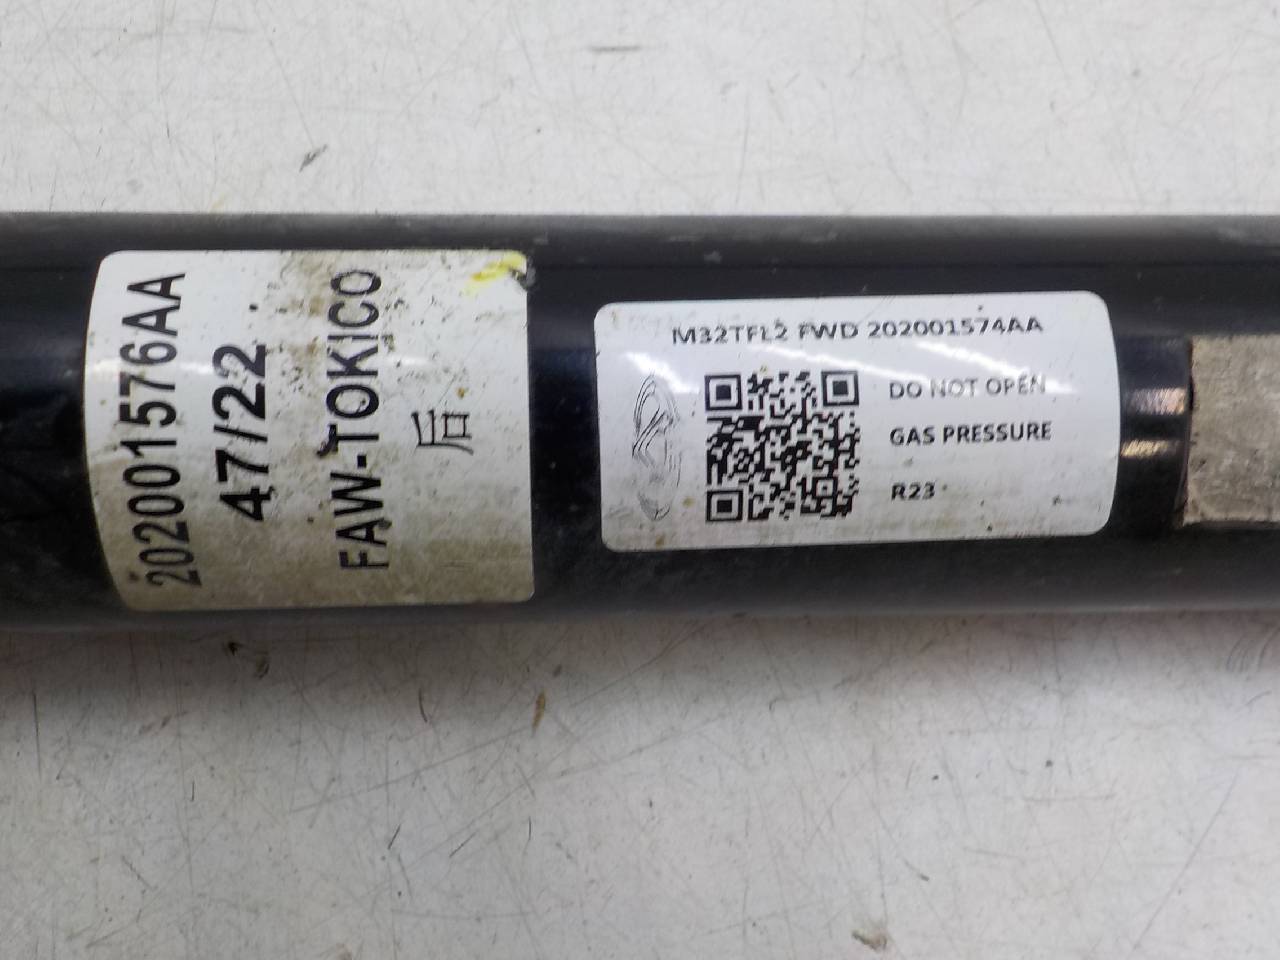 202001576AA
47/22
FAW-TOKICO
后
M32TFL2 FWD 202001574AA
DO NOT OPEN
GAS PRESSURE
R23